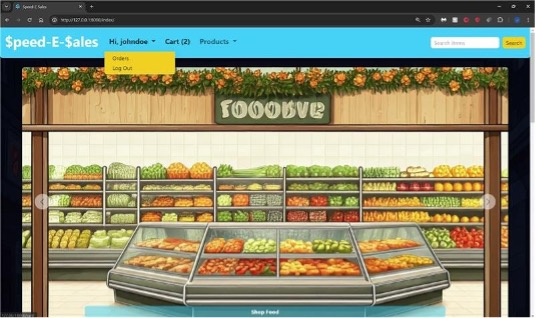 $peed-E-$ales
http://127.0.0.1:8000/index/
$peed-E-$ales Hi, johndoe Cart (2) Products Search Items Search
Orders
Log Out
Shop Food